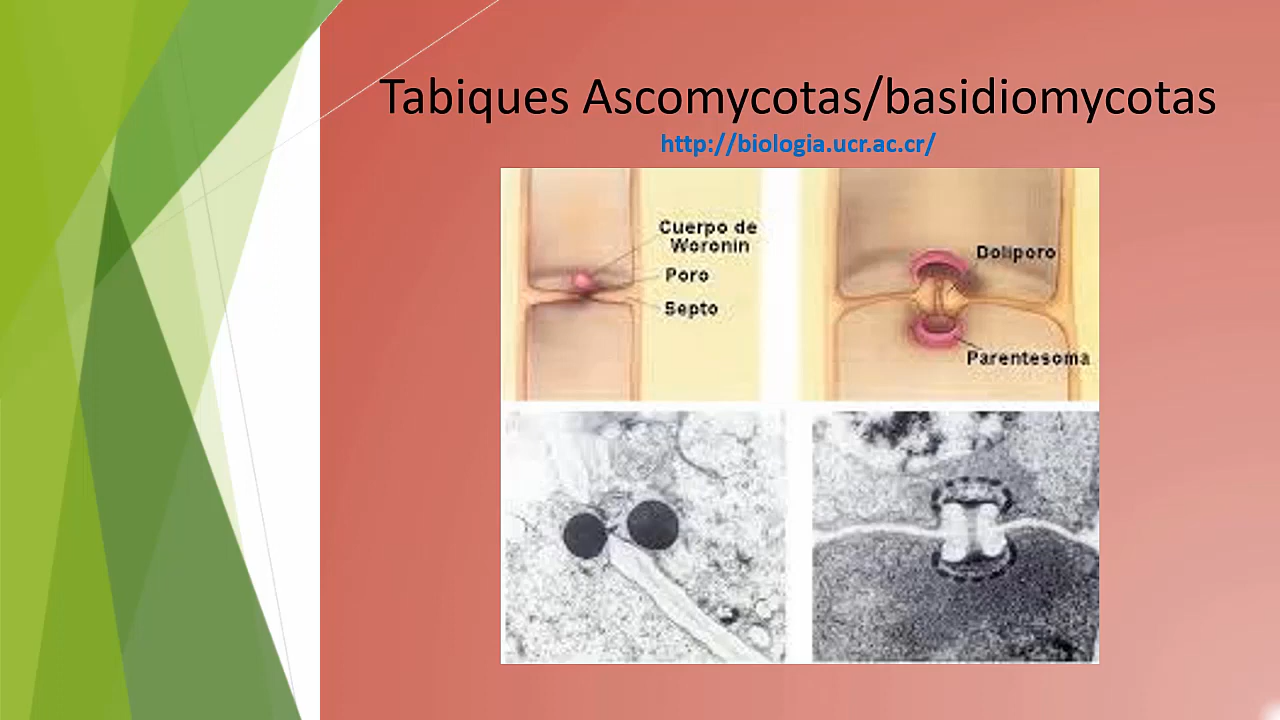 Tabiques Ascomycotas/basidiomycotas
http://biologia.ucr.ac.cr/
Cuerpo de
Woronin
Poro
Septo
Doliporo
Parentesoma